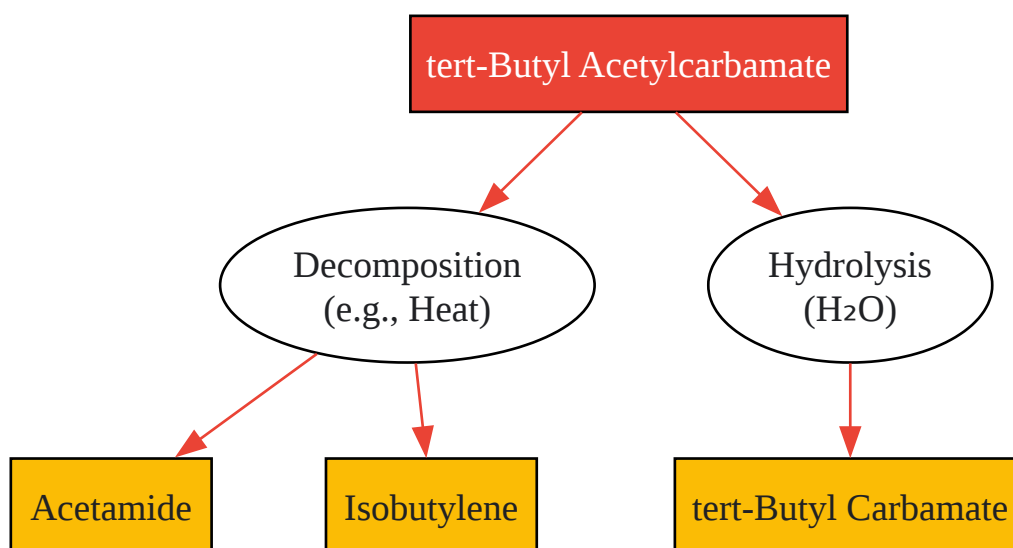 tert-Butyl Acetylcarbamate
Decomposition
(e.g., Heat)
Hydrolysis
(H₂O)
Acetamide
Isobutylene
tert-Butyl Carbamate